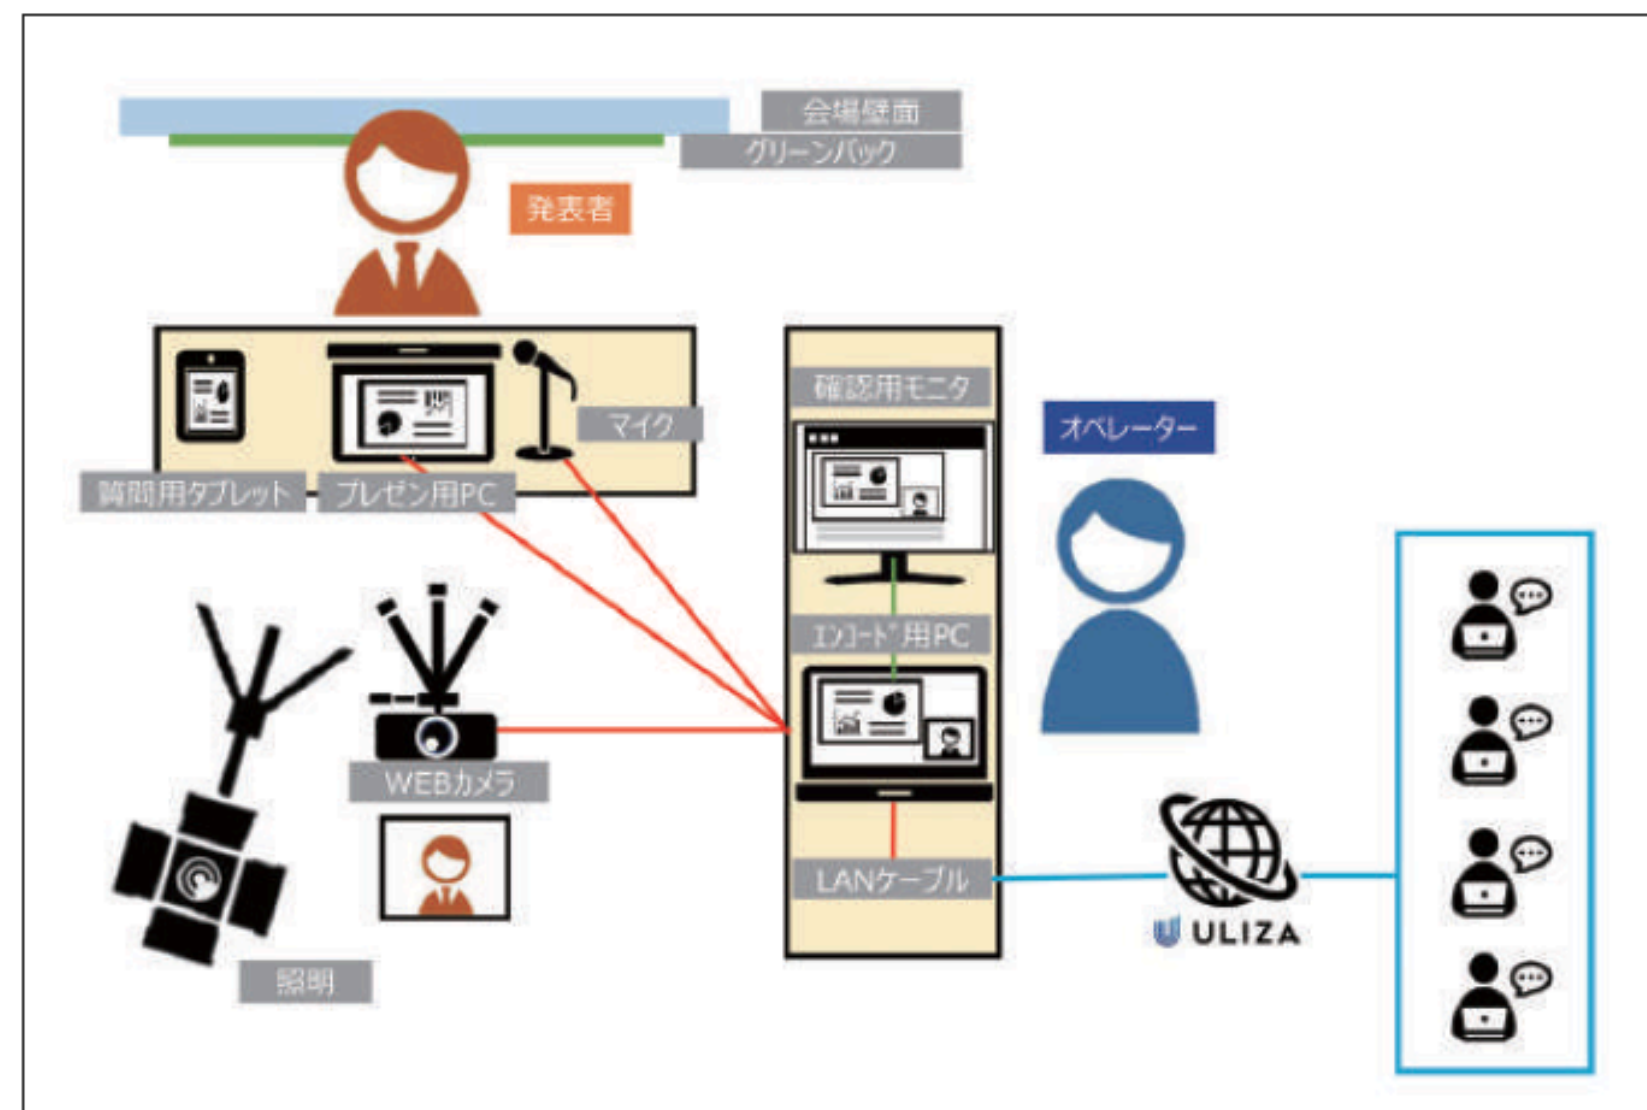 会場壁面
グリーンバック
発表者
確認用モニタ
マイク
オペレーター
質問用タブレット
プレゼン用PC
エンコード用PC
WEBカメラ
LANケーブル
ULIZA
照明